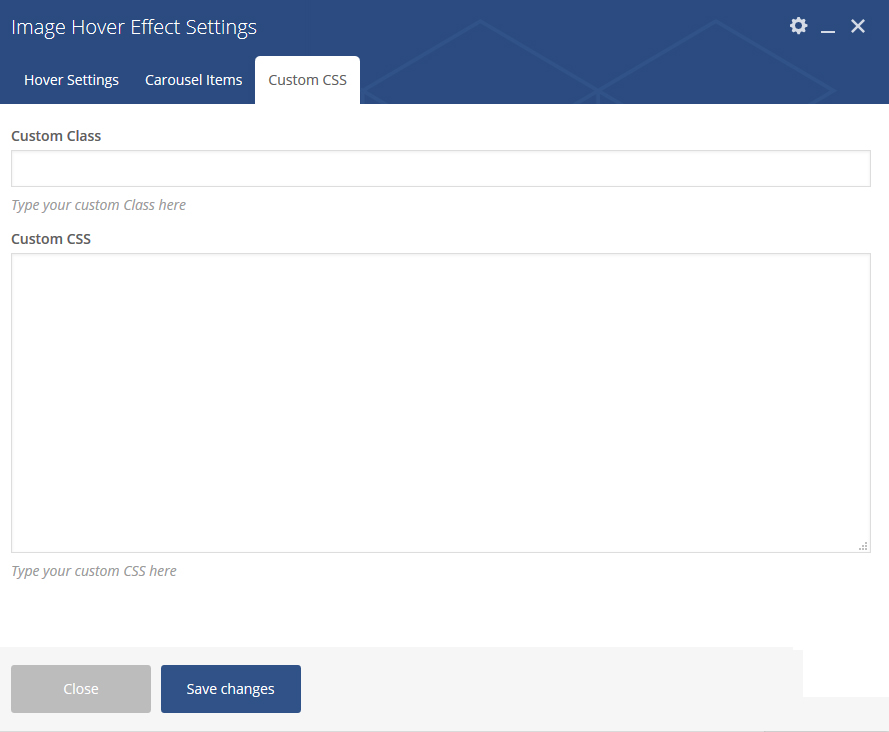 Image Hover Effect Settings
Hover Settings Carousel Items Custom CSS
Custom Class
Type your custom Class here
Custom CSS
Type your custom CSS here
Close Save changes